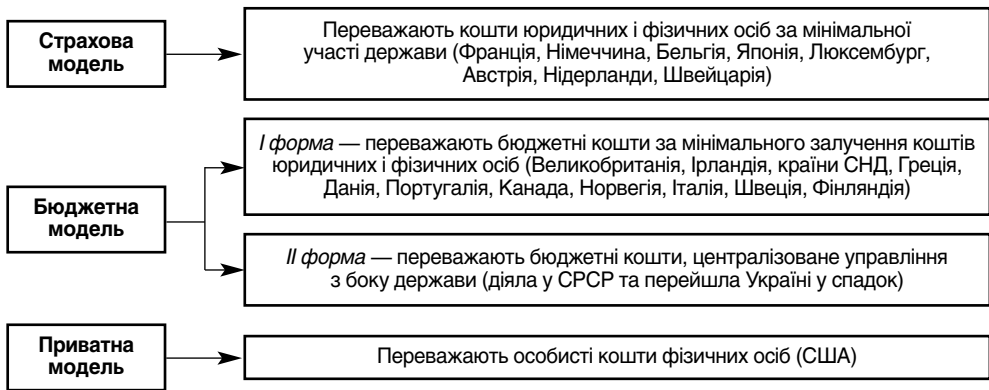 Страхова
модель
Переважають кошти юридичних і фізичних осіб за мінімальної
участі держави (Франція, Німеччина, Бельгія, Японія, Люксембург,
Австрія, Нідерланди, Швейцарія)
Бюджетна
модель
I форма — переважають бюджетні кошти за мінімального залучення коштів
юридичних і фізичних осіб (Великобританія, Ірландія, країни СНД, Греція,
Данія, Португалія, Канада, Норвегія, Італія, Швеція, Фінляндія)
II форма — переважають бюджетні кошти, централізоване управління
з боку держави (діяла у СРСР та перейшла Україні у спадок)
Приватна
модель
Переважають особисті кошти фізичних осіб (США)